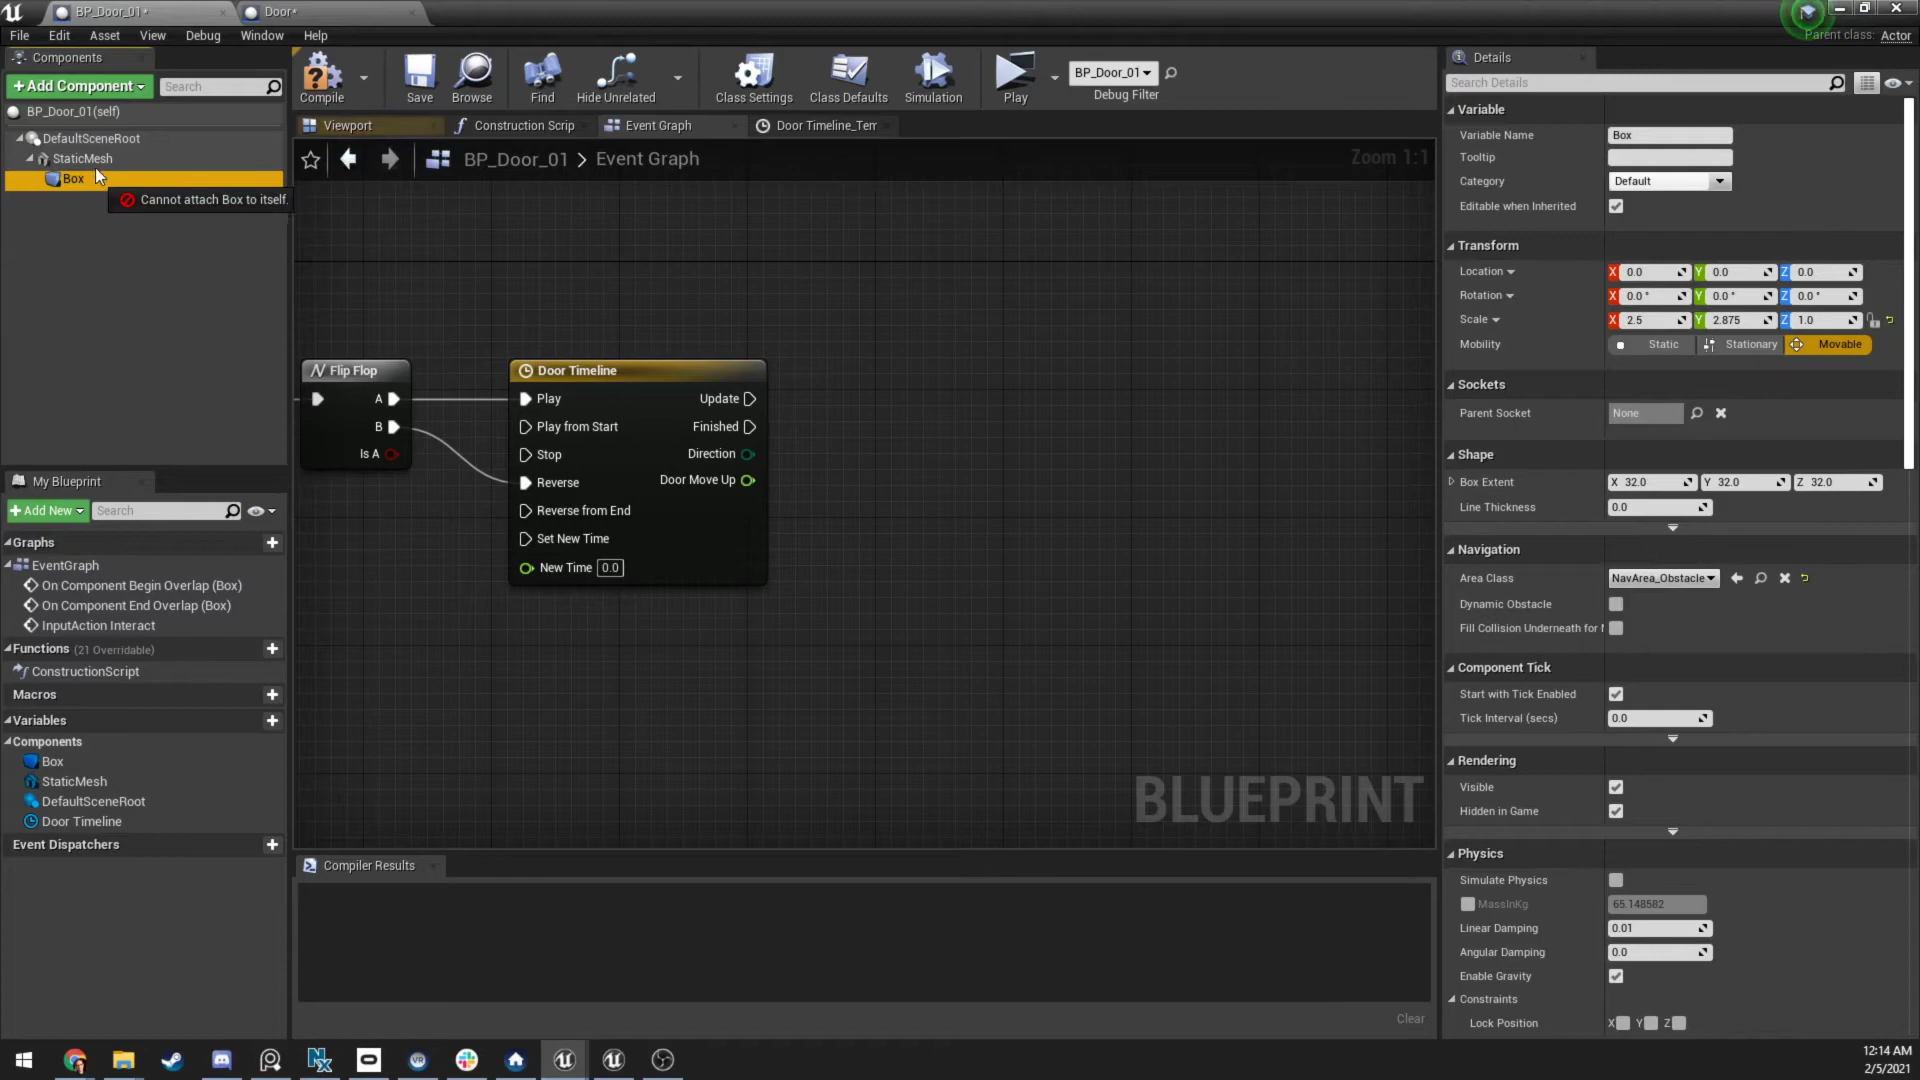 BP_Door_01*
Door*
File Edit Asset View Debug Window Help
Parent class: Actor
Components
+Add Component
Search
BP_Door_01(self)
DefaultSceneRoot
StaticMesh
Box
Cannot attach Box to itself.
Compile
Save
Browse
Find
Hide Unrelated
Class Settings
Class Defaults
Simulation
Play
BP_Door_01
Debug Filter
Viewport
Construction Scrip
Event Graph
Door Timeline_Tem
BP_Door_01 > Event Graph
Zoom 1:1
Flip Flop
A
B
Is A
Door Timeline
Play
Update
Play from Start
Finished
Stop
Direction
Reverse
Door Move Up
Reverse from End
Set New Time
New Time 0.0
BLUEPRINT
Compiler Results
Clear
My Blueprint
+Add New
Search
Graphs
EventGraph
On Component Begin Overlap (Box)
On Component End Overlap (Box)
InputAction Interact
Functions (21 Overridable)
ConstructionScript
Macros
Variables
Components
Box
StaticMesh
DefaultSceneRoot
Door Timeline
Event Dispatchers
Details
Search Details
Variable
Variable Name Box
Tooltip
Category Default
Editable when Inherited
Transform
Location X 0.0 Y 0.0 Z 0.0
Rotation X 0.0° Y 0.0° Z 0.0°
Scale X 2.5 Y 2.875 Z 1.0
Mobility Static Stationary Movable
Sockets
Parent Socket None
Shape
Box Extent X 32.0 Y 32.0 Z 32.0
Line Thickness 0.0
Navigation
Area Class NavArea_Obstacle
Dynamic Obstacle
Fill Collision Underneath for
Component Tick
Start with Tick Enabled
Tick Interval (secs) 0.0
Rendering
Visible
Hidden in Game
Physics
Simulate Physics
MassInKg 65.148582
Linear Damping 0.01
Angular Damping 0.0
Enable Gravity
Constraints
Lock Position X Y Z
12:14 AM
2/5/2021